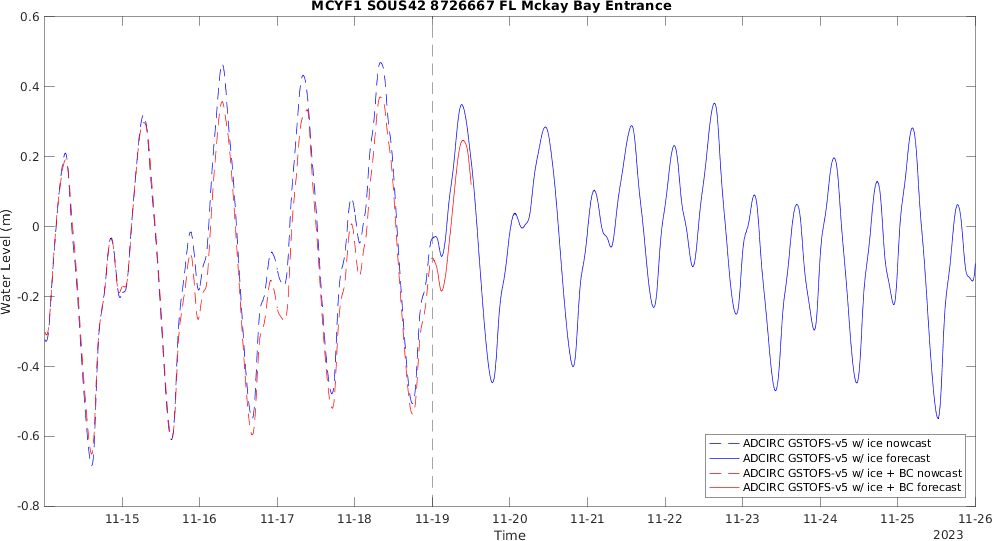 MCYF1 SOUS42 8726667 FL Mckay Bay Entrance
0.6
0.4
0.2
0
-0.2
-0.4
-0.6
-0.8
Water Level (m)
11-15 11-16 11-17 11-18 11-19 11-20 11-21 11-22 11-23 11-24 11-25 11-26
Time
2023
ADCIRC GSTOFS-v5 w/ ice nowcast
ADCIRC GSTOFS-v5 w/ ice forecast
ADCIRC GSTOFS-v5 w/ ice + BC nowcast
ADCIRC GSTOFS-v5 w/ ice + BC forecast